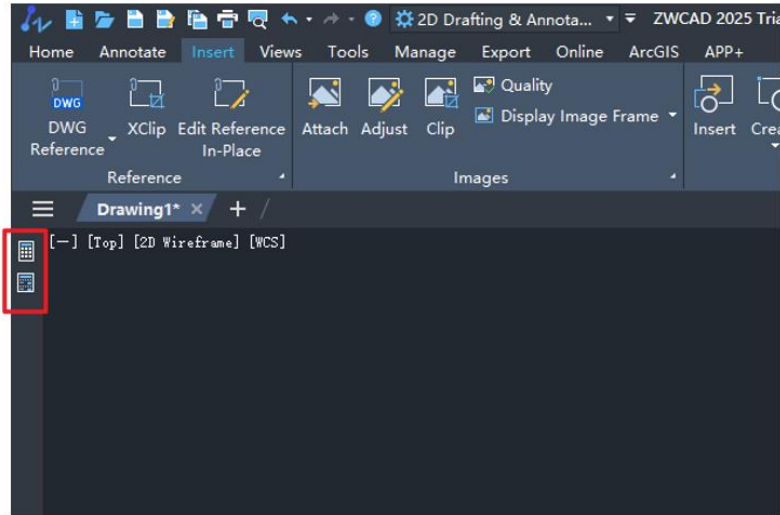 2D Drafting & Annota... ZWCAD 2025 Tria
Home Annotate Insert Views Tools Manage Export Online ArcGIS APP+
DWG
DWG Reference
XClip
Edit Reference In-Place
Attach
Adjust
Clip
Quality
Display Image Frame
Insert
Crea
Reference
Images
Drawing1*
[—] [Top] [2D Wireframe] [WCS]